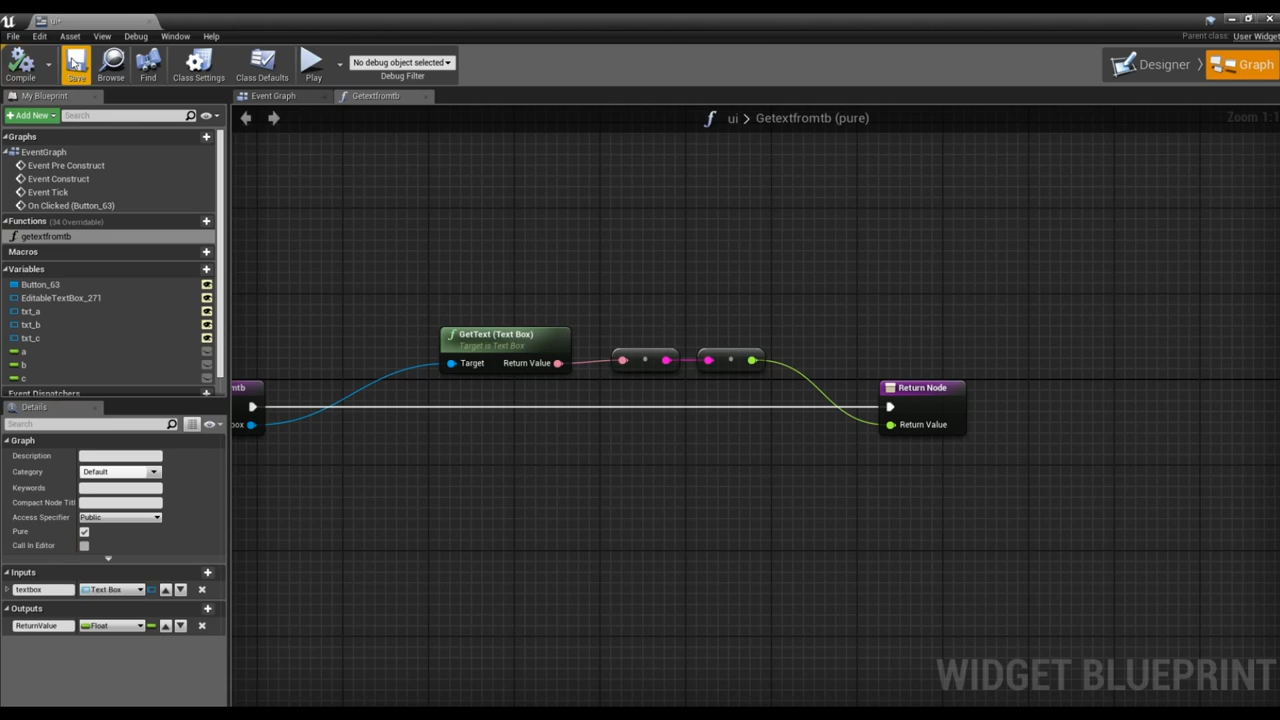 ui*
File Edit Asset View Debug Window Help
Parent class: User Widget
Compile Save Browse Find Class Settings Class Defaults Play
No debug object selected
Debug Filter
Designer Graph
My Blueprint
Event Graph
Getextfromtb
Add New Search
ui > Getextfromtb (pure)
Zoom 1:1
Graphs
EventGraph
Event Pre Construct
Event Construct
Event Tick
On Clicked (Button_63)
Functions (34 Overridable)
getextfromtb
Macros
Variables
Button_63
EditableTextBox_271
txt_a
txt_b
txt_c
a
b
c
Event Dispatchers
Details
Search
Graph
Description
Category Default
Keywords
Compact Node Titl
Access Specifier Public
Pure
Call In Editor
Inputs
textbox Text Box
Outputs
ReturnValue Float
mtb
box
GetText (Text Box)
Target is Text Box
Target Return Value
Return Node
Return Value
WIDGET BLUEPRINT